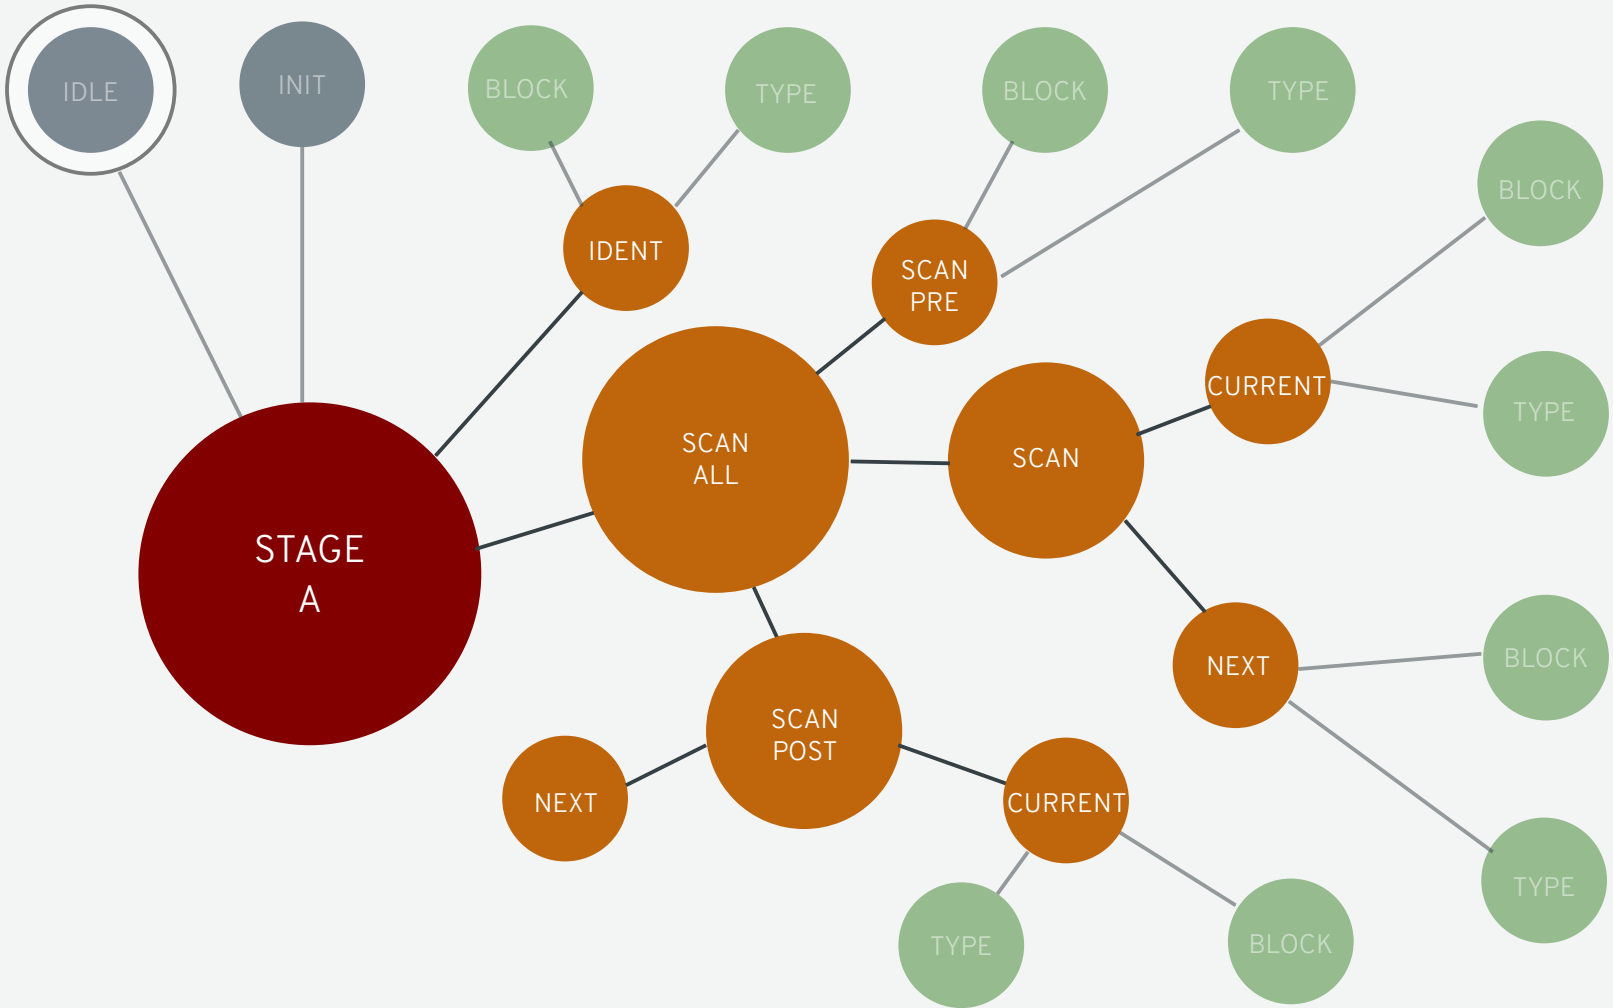 IDLE
INIT
BLOCK
TYPE
BLOCK
TYPE
BLOCK
IDENT
SCAN
PRE
CURRENT
TYPE
SCAN
ALL
SCAN
STAGE
A
BLOCK
NEXT
SCAN
POST
NEXT
CURRENT
TYPE
TYPE
BLOCK